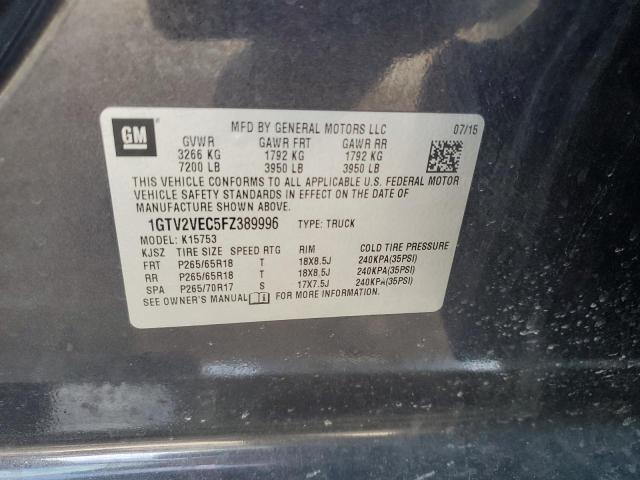 GM
MFD BY GENERAL MOTORS LLC 07/15
GVWR GAWR FRT GAWR RR
3266 KG 1792 KG 1792 KG
7200 LB 3950 LB 3950 LB
THIS VEHICLE CONFORMS TO ALL APPLICABLE U.S. FEDERAL MOTOR
VEHICLE SAFETY STANDARDS IN EFFECT ON THE DATE OF
MANUFACTURE SHOWN ABOVE.
1GTV2VEC5FZ389996 TYPE: TRUCK
MODEL: K15753
KJSZ TIRE SIZE SPEED RTG RIM COLD TIRE PRESSURE
FRT P265/65R18 T 18X8.5J 240KPA(35PSI)
RR P265/65R18 T 18X8.5J 240KPA(35PSI)
SPA P265/70R17 S 17X7.5J 240KPA(35PSI)
SEE OWNER'S MANUAL FOR MORE INFORMATION.